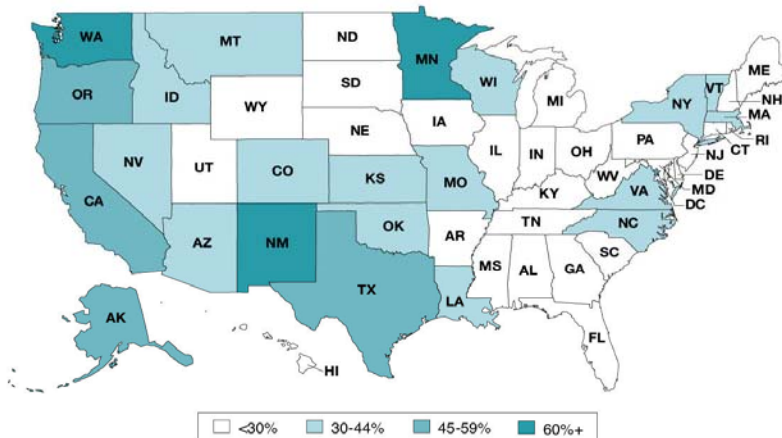 WA
MT
ND
MN
ME
OR
ID
SD
WI
VT
NH
WY
MI
NY
MA
IA
NE
PA
RI
CT
NV
UT
IL
IN
OH
NJ
CO
DE
KS
MO
WV
VA
MD
CA
KY
DC
AZ
NM
OK
AR
TN
NC
MS
AL
GA
SC
TX
LA
AK
FL
HI
<30% 30-44% 45-59% 60%+